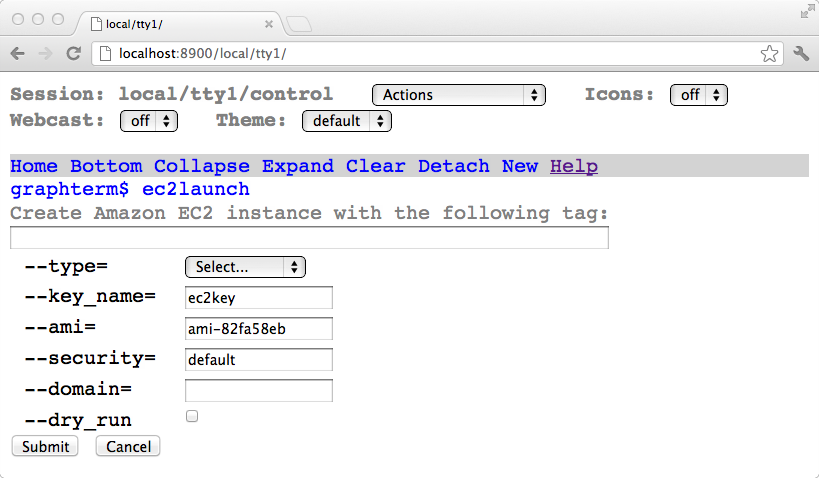 local/tty1/
localhost:8900/local/tty1/
Session: local/tty1/control Actions Icons: off
Webcast: off Theme: default
Home Bottom Collapse Expand Clear Detach New Help
graphterm$ ec2launch
Create Amazon EC2 instance with the following tag:
--type= Select...
--key_name= ec2key
--ami= ami-82fa58eb
--security= default
--domain=
--dry_run
Submit Cancel